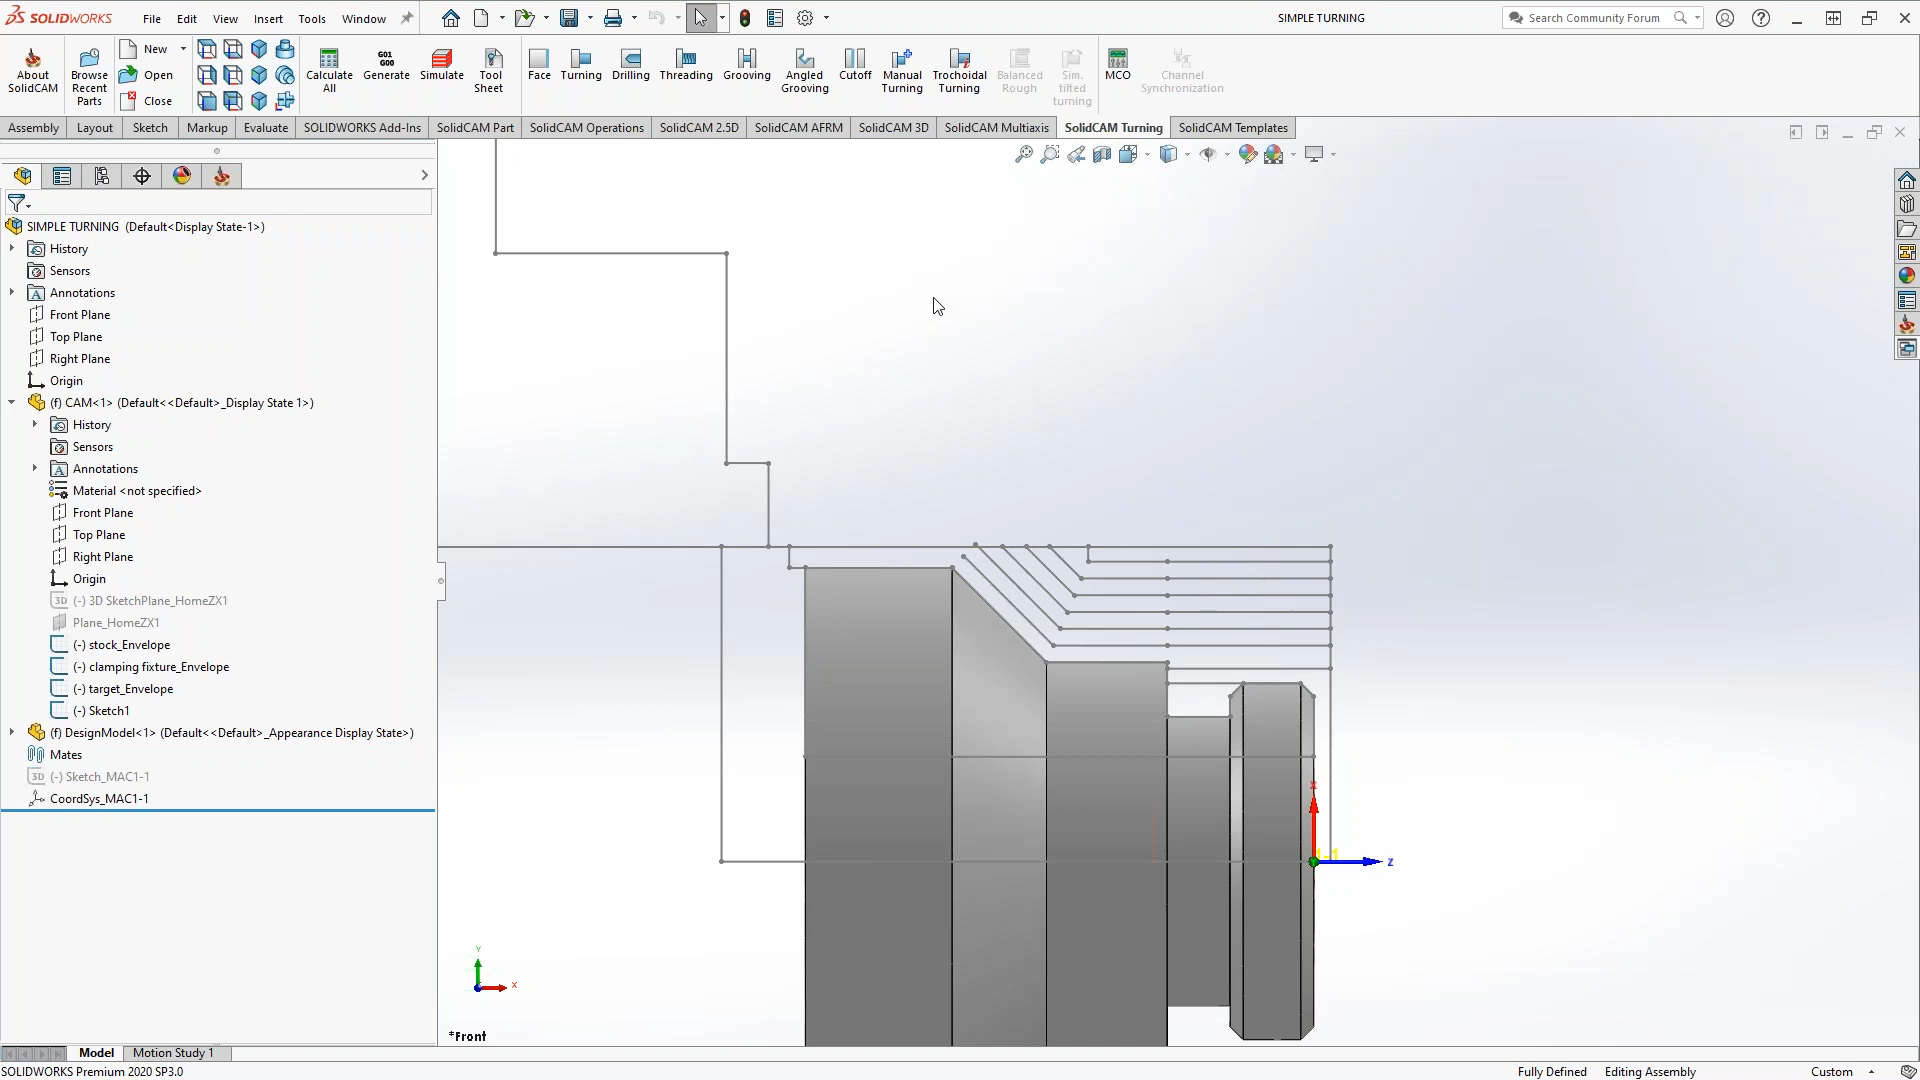 SOLIDWORKS File Edit View Insert Tools Window SIMPLE TURNING Search Community Forum
About SolidCAM
Browse Recent Parts
New
Open
Close
Calculate All
G01 G00
Generate
Simulate
Tool Sheet
Face
Turning
Drilling
Threading
Grooving
Angled Grooving
Cutoff
Manual Turning
Trochoidal Turning
Balanced Rough
Sim. tilted turning
MCO
Channel Synchronization
Assembly Layout Sketch Markup Evaluate SOLIDWORKS Add-Ins SolidCAM Part SolidCAM Operations SolidCAM 2.5D SolidCAM AFRM SolidCAM 3D SolidCAM Multiaxis SolidCAM Turning SolidCAM Templates
SIMPLE TURNING (Default<Display State-1>)
History
Sensors
Annotations
Front Plane
Top Plane
Right Plane
Origin
(f) CAM<1> (Default<<Default>_Display State 1>)
History
Sensors
Annotations
Material <not specified>
Front Plane
Top Plane
Right Plane
Origin
3D (-) 3D SketchPlane_HomeZX1
Plane_HomeZX1
(-) stock_Envelope
(-) clamping fixture_Envelope
(-) target_Envelope
(-) Sketch1
(f) DesignModel<1> (Default<<Default>_Appearance Display State>)
Mates
3D (-) Sketch_MAC1-1
CoordSys_MAC1-1
X
1-1
Z
Y
X
*Front
Model Motion Study 1
SOLIDWORKS Premium 2020 SP3.0 Fully Defined Editing Assembly Custom